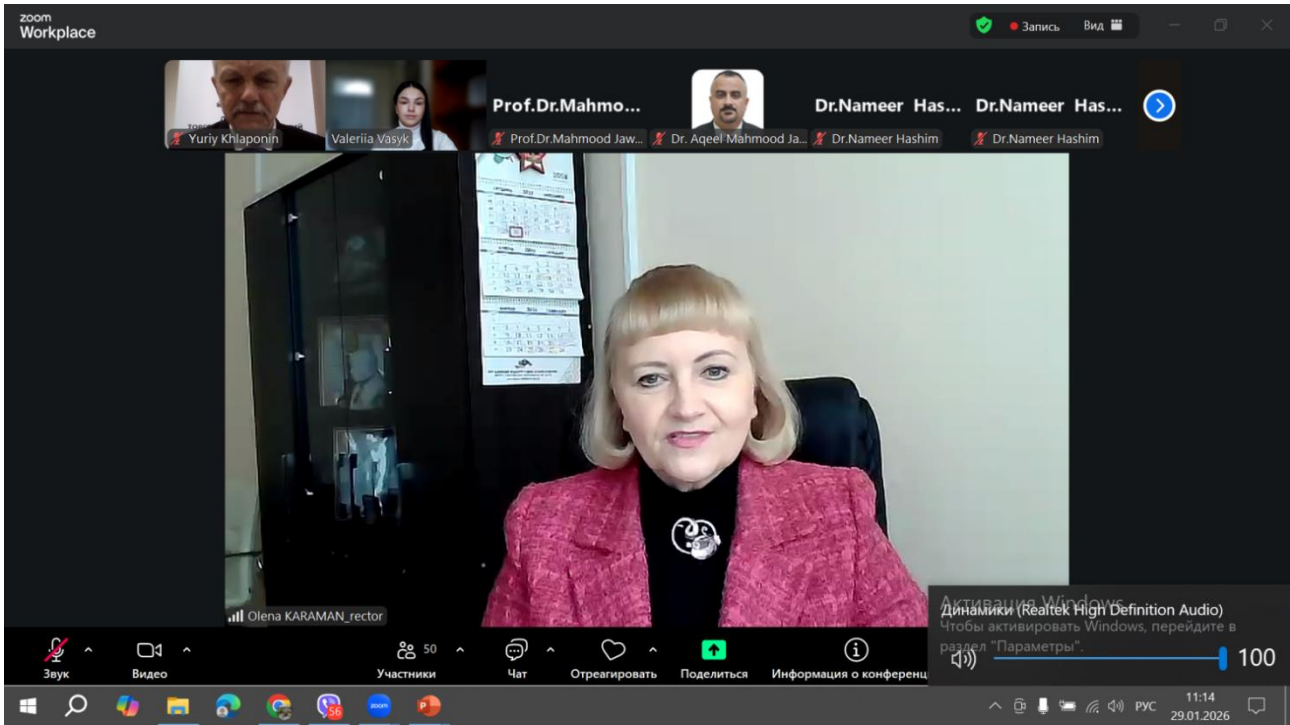 zoom
Workplace
Запись
Вид
Prof.Dr.Mahmo...
Dr.Nameer Has...
Dr.Nameer Has...
Yuriy Khlaponin
Valeriia Vasyk
Prof.Dr.Mahmood Jaw...
Dr. Aqeel Mahmood Ja...
Dr.Nameer Hashim
Dr.Nameer Hashim
Olena KARAMAN_rector
Активация Windows
Динамики (Realtek High Definition Audio)
Чтобы активировать Windows, перейдите в
раздел "Параметры".
100
Звук
Видео
50
Участники
Чат
Отреагировать
Поделиться
Информация о конференц
56
zoom
РУС
11:14
29.01.2026